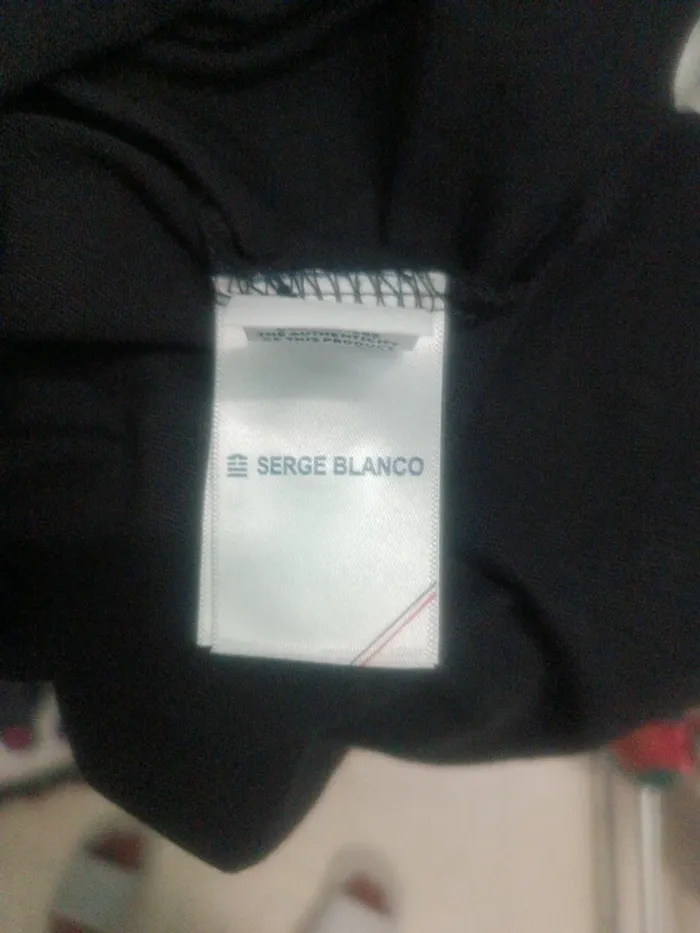 THE AUTHENTICITY
OF THIS PRODUCT
SERGE BLANCO